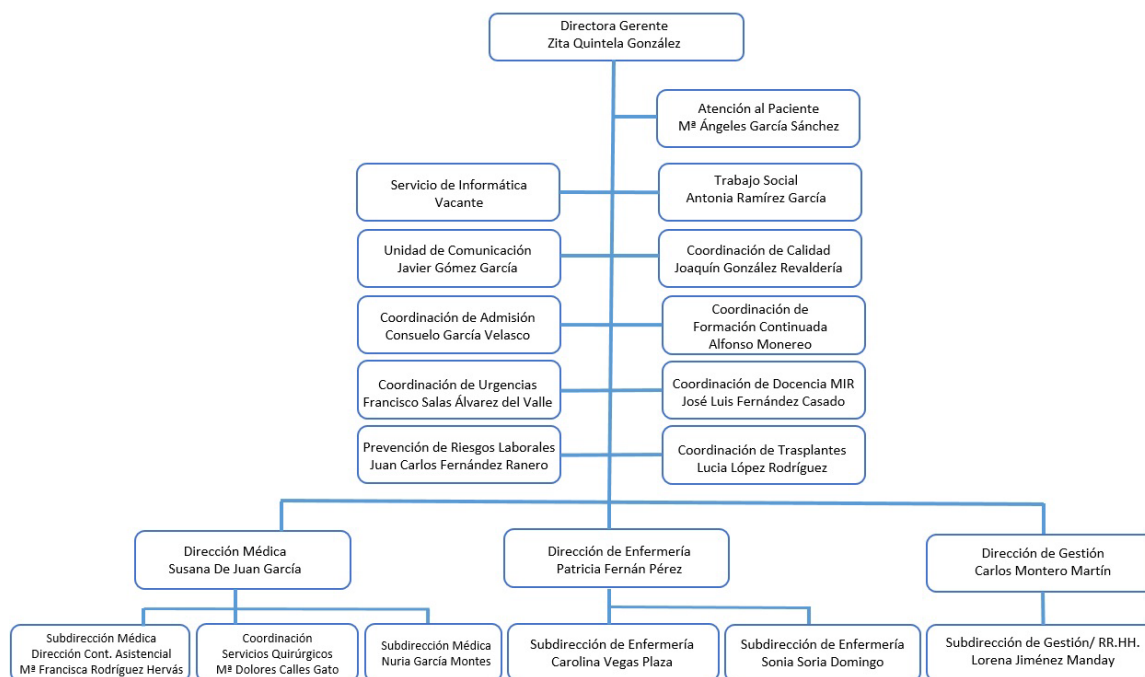 Directora Gerente
Zita Quintela González
Atención al Paciente
Mª Ángeles García Sánchez
Servicio de Informática
Vacante
Trabajo Social
Antonia Ramírez García
Unidad de Comunicación
Javier Gómez García
Coordinación de Calidad
Joaquín González Revaldería
Coordinación de Admisión
Consuelo García Velasco
Coordinación de
Formación Continuada
Alfonso Monereo
Coordinación de Urgencias
Francisco Salas Álvarez del Valle
Coordinación de Docencia MIR
José Luis Fernández Casado
Prevención de Riesgos Laborales
Juan Carlos Fernández Ranero
Coordinación de Trasplantes
Lucia López Rodríguez
Dirección Médica
Susana De Juan García
Dirección de Enfermería
Patricia Fernán Pérez
Dirección de Gestión
Carlos Montero Martín
Subdirección Médica
Dirección Cont. Asistencial
Mª Francisca Rodríguez Hervás
Coordinación
Servicios Quirúrgicos
Mª Dolores Calles Gato
Subdirección Médica
Nuria García Montes
Subdirección de Enfermería
Carolina Vegas Plaza
Subdirección de Enfermería
Sonia Soria Domingo
Subdirección de Gestión/ RR.HH.
Lorena Jiménez Manday